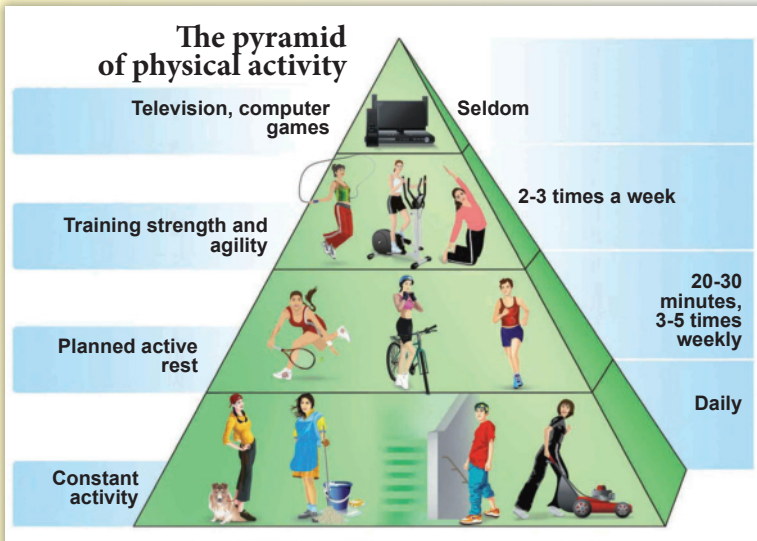 The pyramid
of physical activity
Television, computer
games
Seldom
Training strength and
agility
2-3 times a week
Planned active
rest
20-30
minutes,
3-5 times
weekly
Constant
activity
Daily